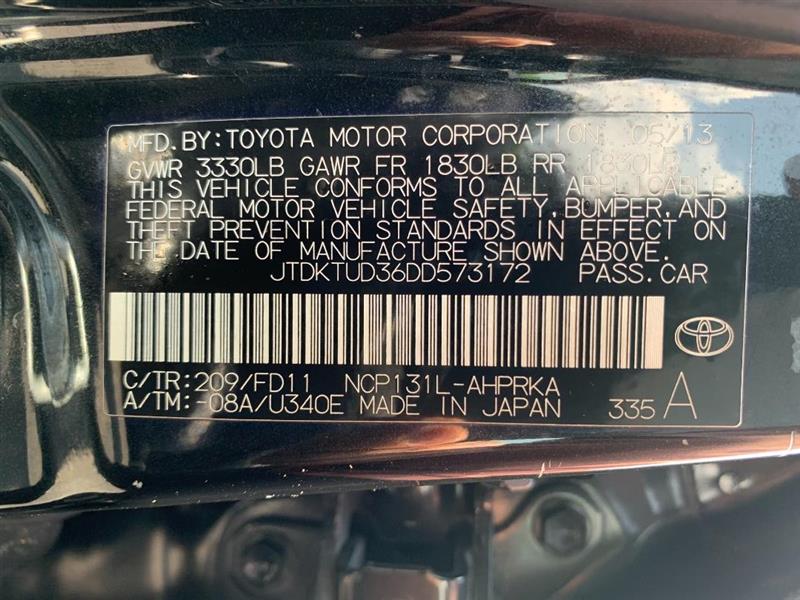 MFD.BY:TOYOTA MOTOR CORPORATION 05/13
GVWR 3330LB GAWR FR 1830LB RR 1830LB
THIS VEHICLE CONFORMS TO ALL APPLICABLE
FEDERAL MOTOR VEHICLE SAFETY,BUMPER,AND
THEFT PREVENTION STANDARDS IN EFFECT ON
THE DATE OF MANUFACTURE SHOWN ABOVE.
JTDKTUD36DD573172 PASS.CAR
C/TR:209/FD11 NCP131L-AHPRKA
A/TM:-08A/U340E MADE IN JAPAN 335 A